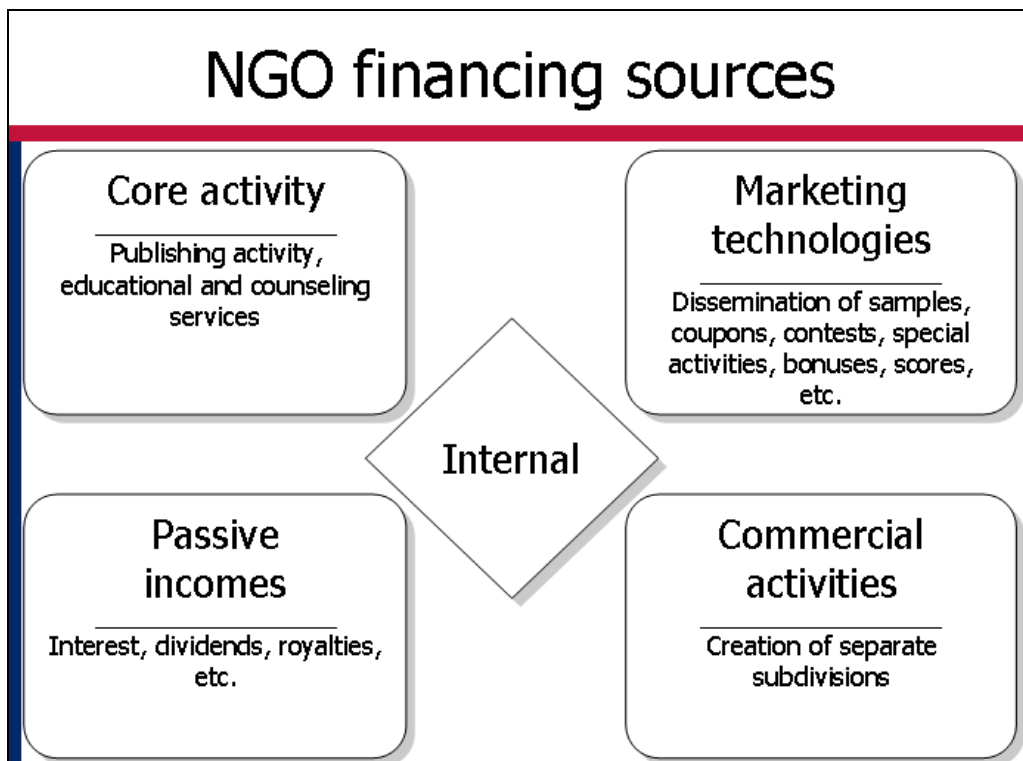 NGO financing sources
Core activity
Publishing activity,
educational and counseling
services
Marketing
technologies
Dissemination of samples,
coupons, contests, special
activities, bonuses, scores,
etc.
Internal
Passive
incomes
Interest, dividends, royalties,
etc.
Commercial
activities
Creation of separate
subdivisions